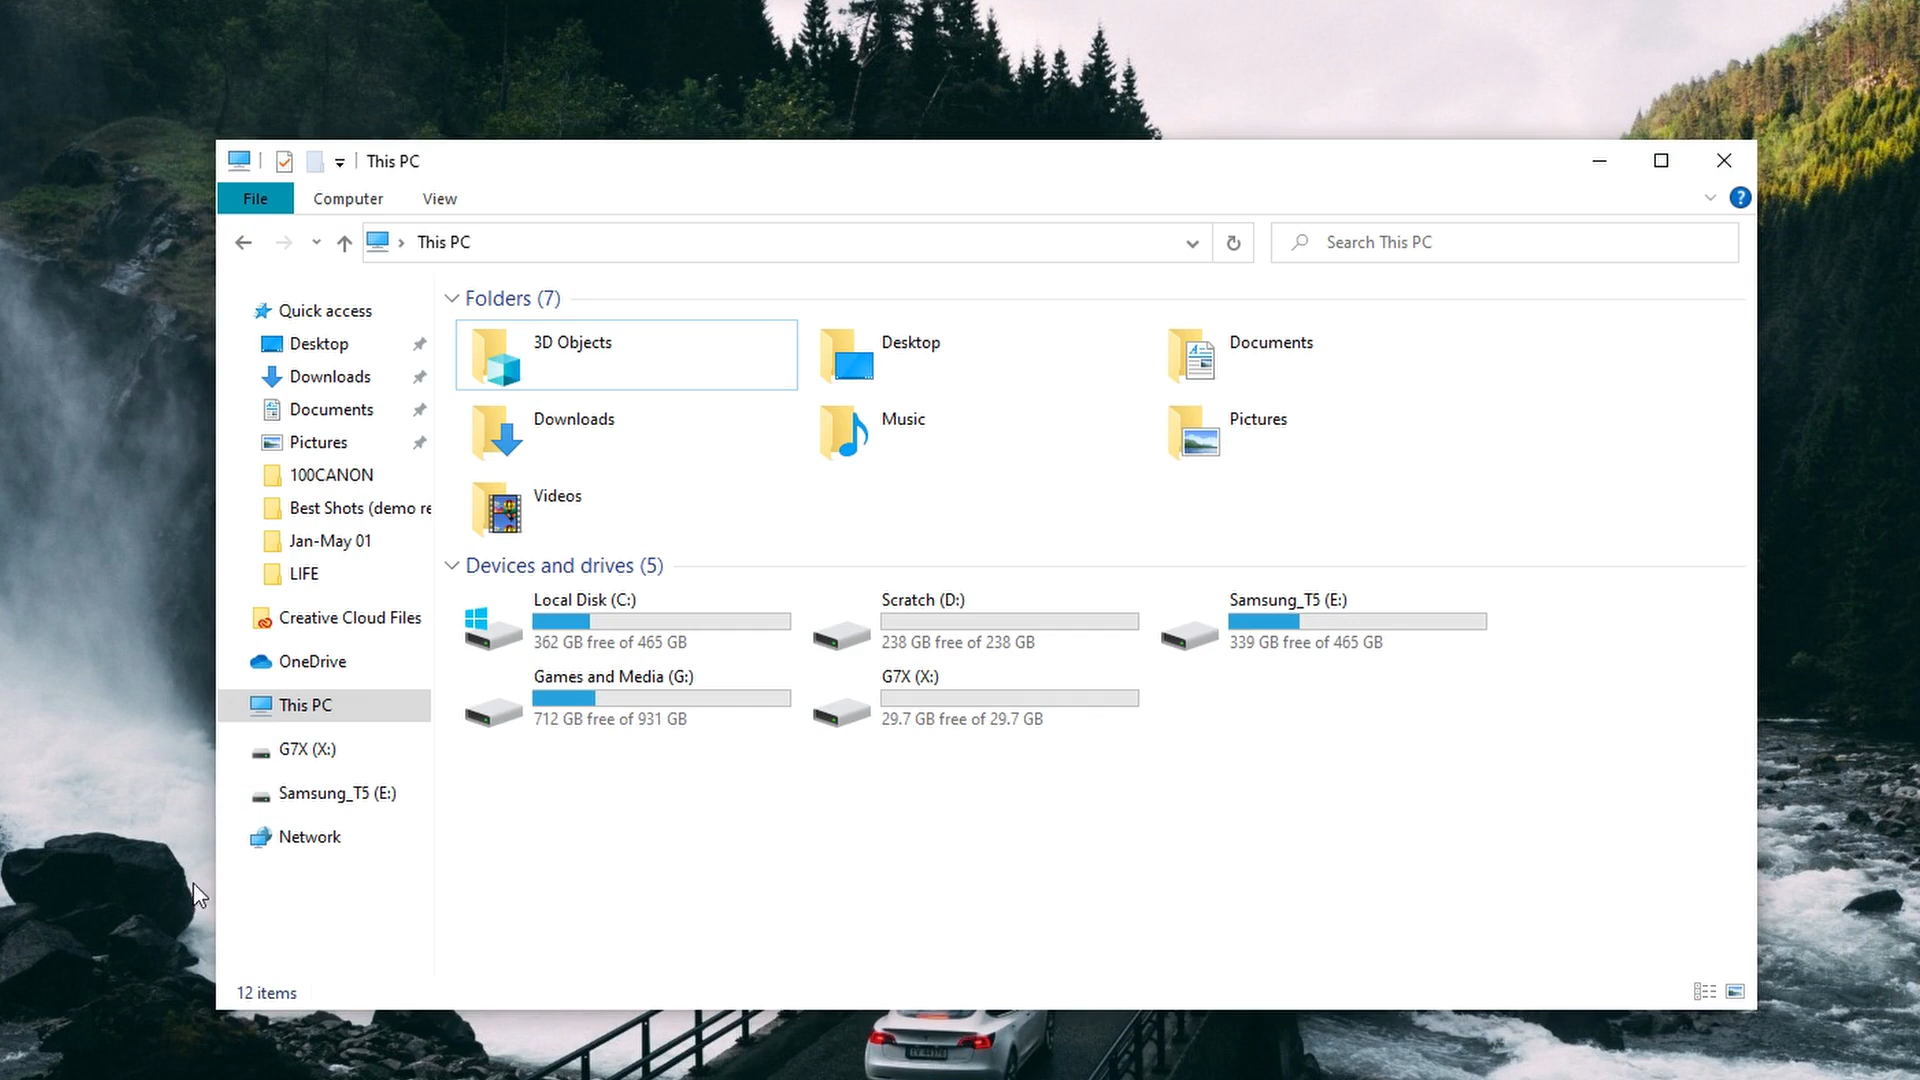 This PC
File
Computer
View
?
This PC
Search This PC
Quick access
Desktop
Downloads
Documents
Pictures
100CANON
Best Shots (demo re
Jan-May 01
LIFE
Creative Cloud Files
OneDrive
This PC
G7X (X:)
Samsung_T5 (E:)
Network
Folders (7)
3D Objects
Desktop
Documents
Downloads
Music
Pictures
Videos
Devices and drives (5)
Local Disk (C:)
362 GB free of 465 GB
Scratch (D:)
238 GB free of 238 GB
Samsung_T5 (E:)
339 GB free of 465 GB
Games and Media (G:)
712 GB free of 931 GB
G7X (X:)
29.7 GB free of 29.7 GB
12 items